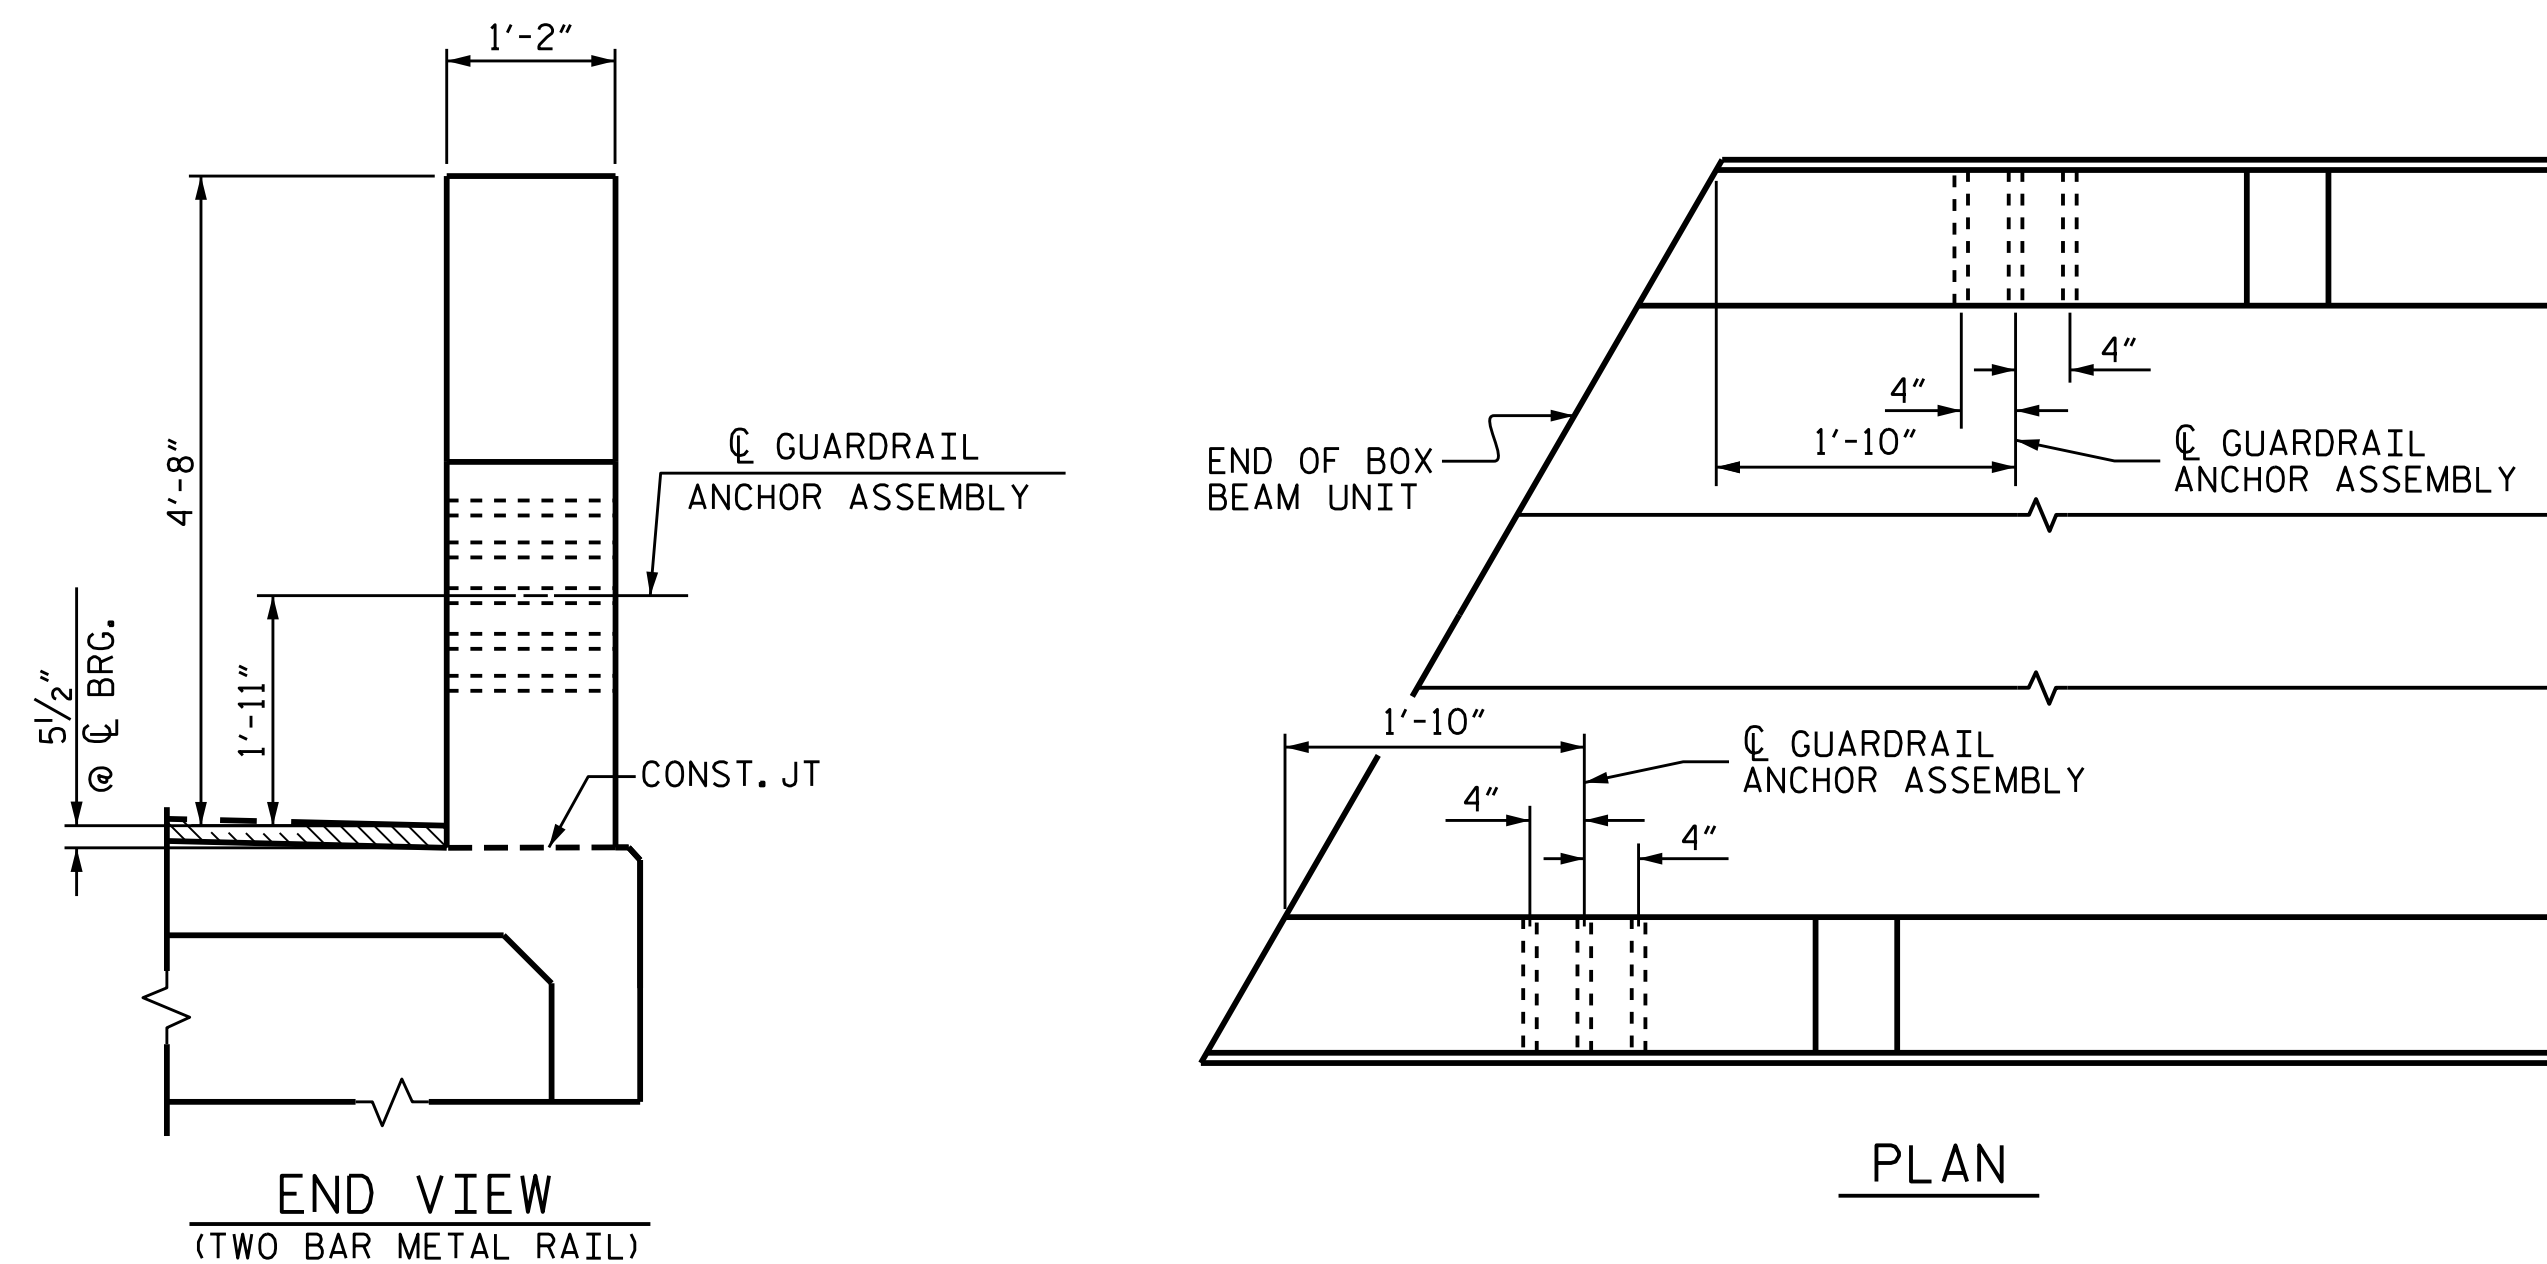 1'-2"
4'-8"
℄ GUARDRAIL
ANCHOR ASSEMBLY
5½"
@ ℄ BRG.
1'-11"
CONST. JT
END VIEW
(TWO BAR METAL RAIL)
4"
4"
1'-10"
℄ GUARDRAIL
ANCHOR ASSEMBLY
END OF BOX
BEAM UNIT
1'-10"
℄ GUARDRAIL
ANCHOR ASSEMBLY
4"
4"
PLAN